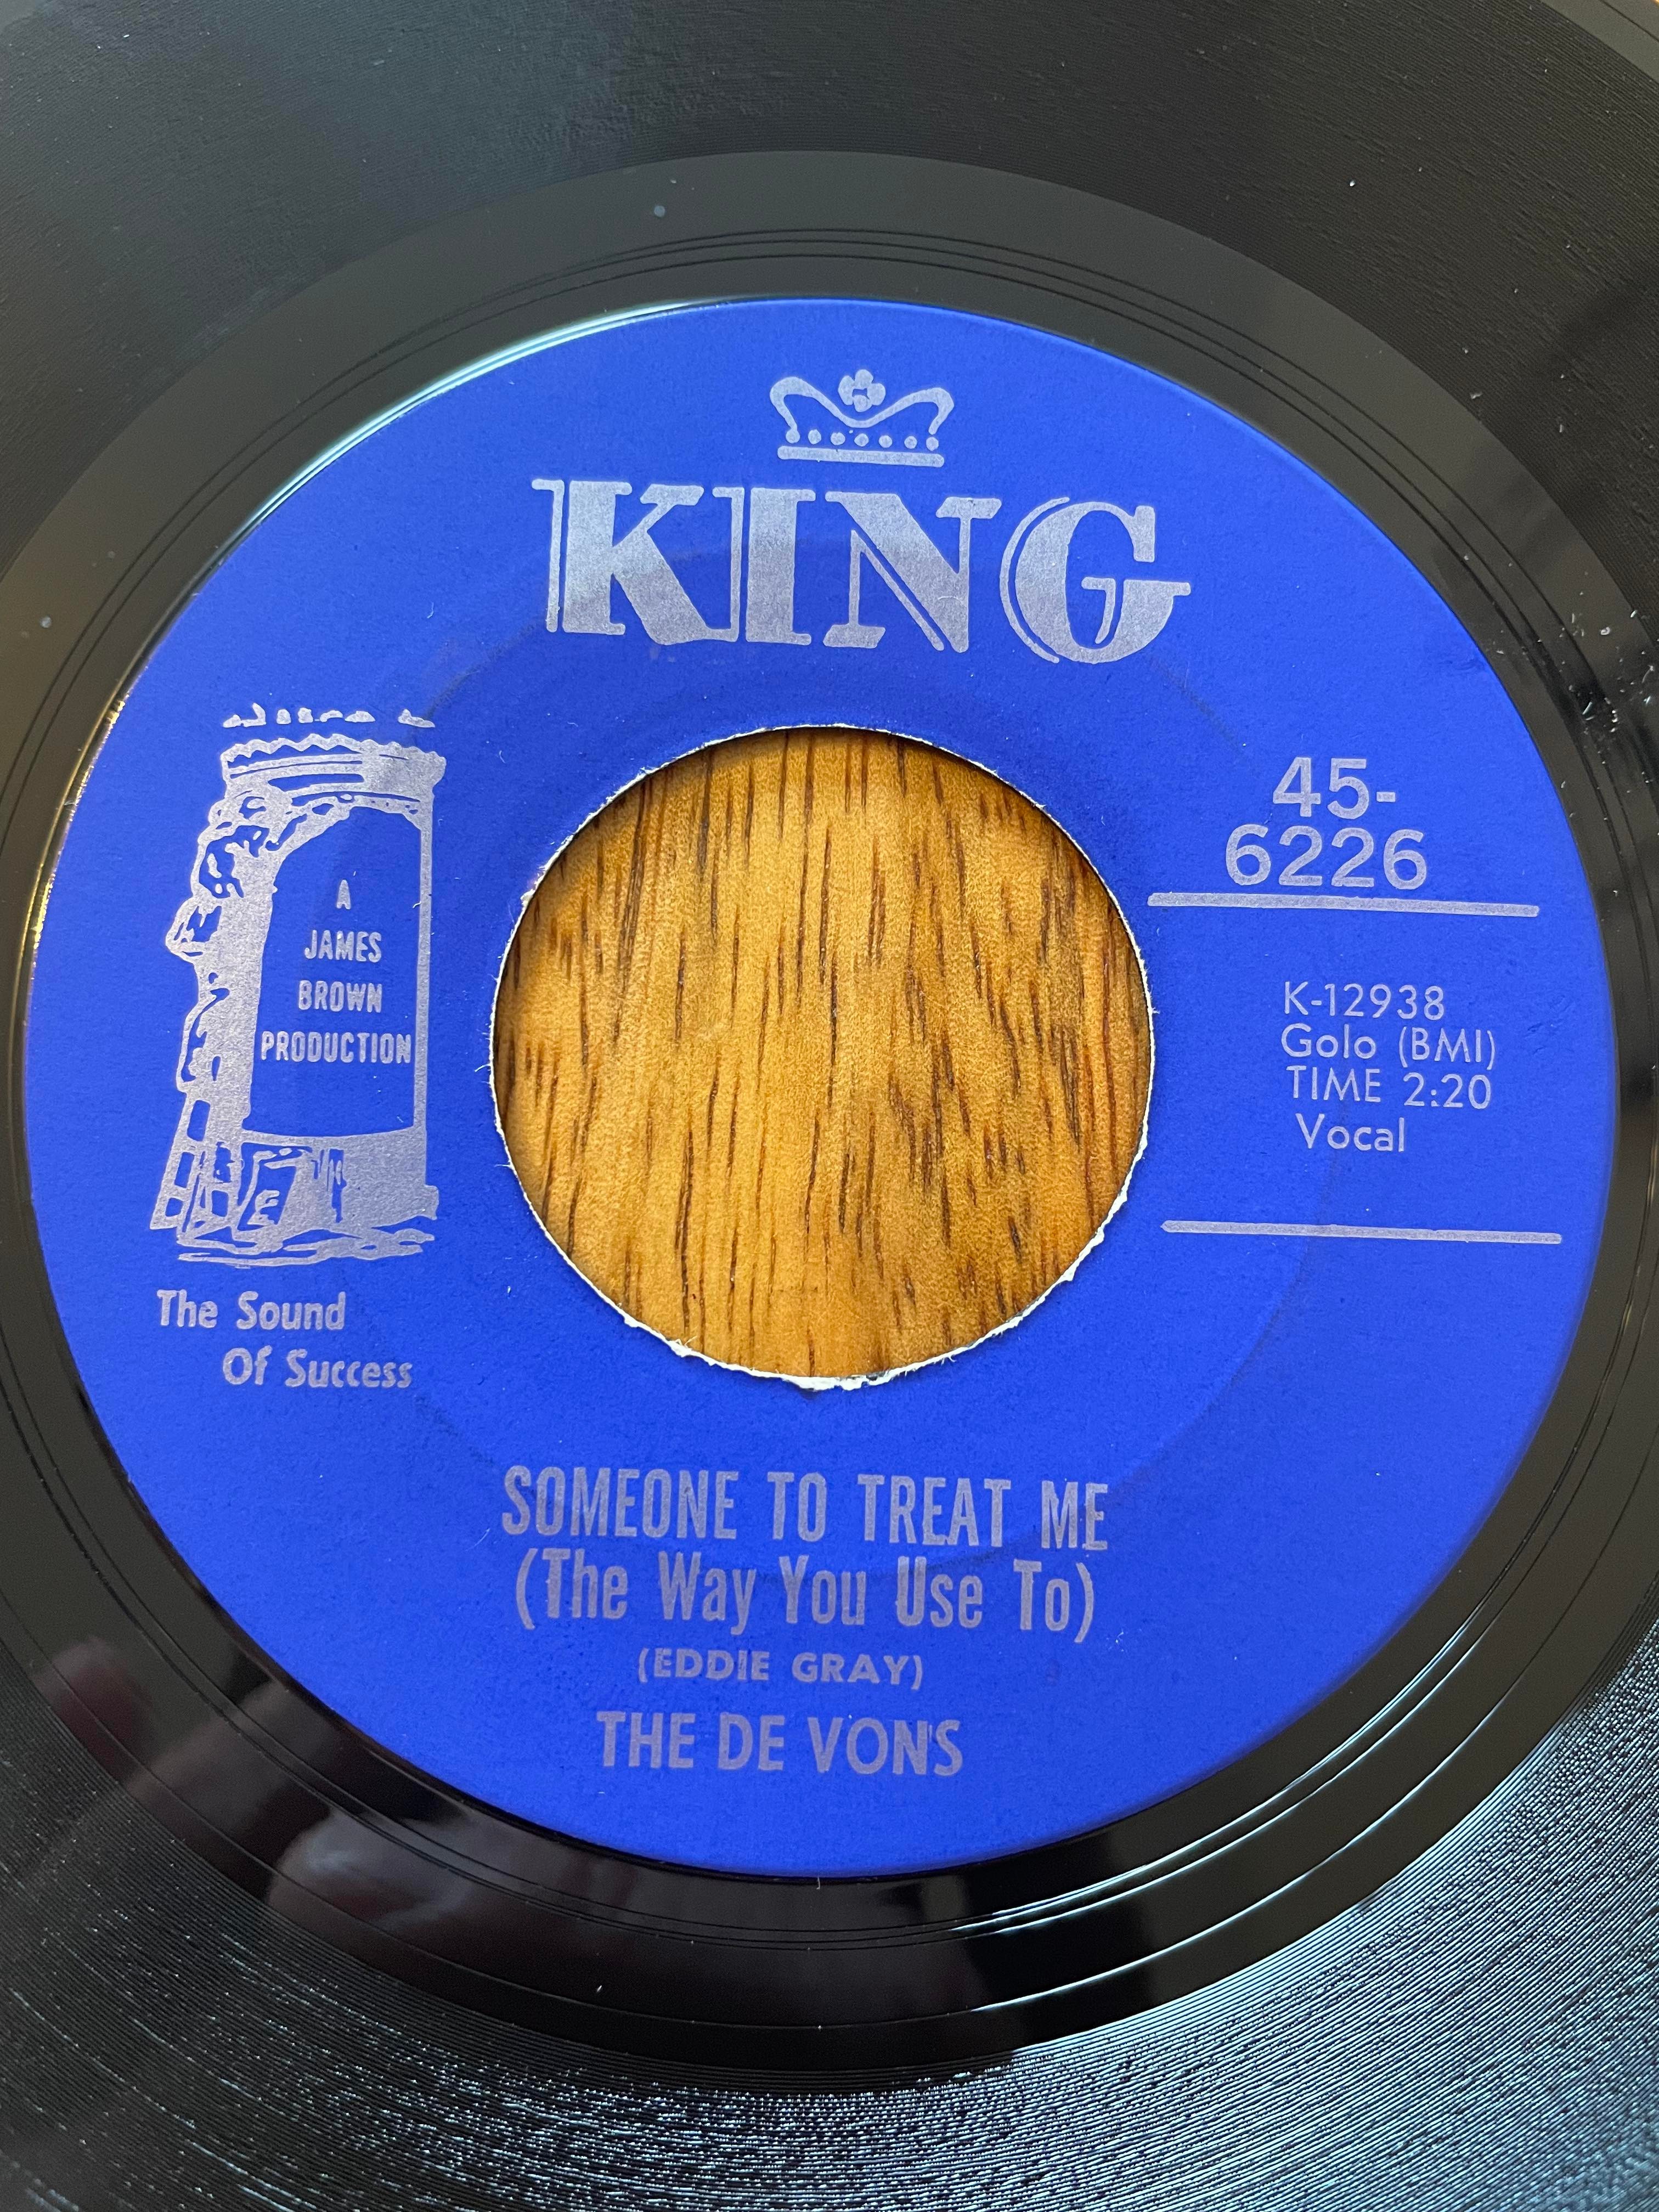 KING
45-
6226
A
JAMES
BROWN
PRODUCTION
K-12938
Golo (BMI)
TIME 2:20
Vocal
The Sound
Of Success
SOMEONE TO TREAT ME
(The Way You Use To)
(EDDIE GRAY)
THE DE VON'S